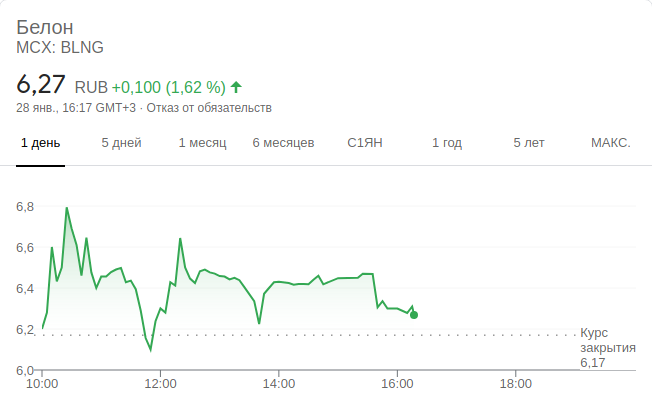 Белон
MCX: BLNG
6,27 RUB +0,100 (1,62 %)
28 янв., 16:17 GMT+3 · Отказ от обязательств
1 день 5 дней 1 месяц 6 месяцев С1ЯН 1 год 5 лет МАКС.
6,8
6,6
6,4
6,2
6,0
Курс
закрытия
6,17
10:00 12:00 14:00 16:00 18:00